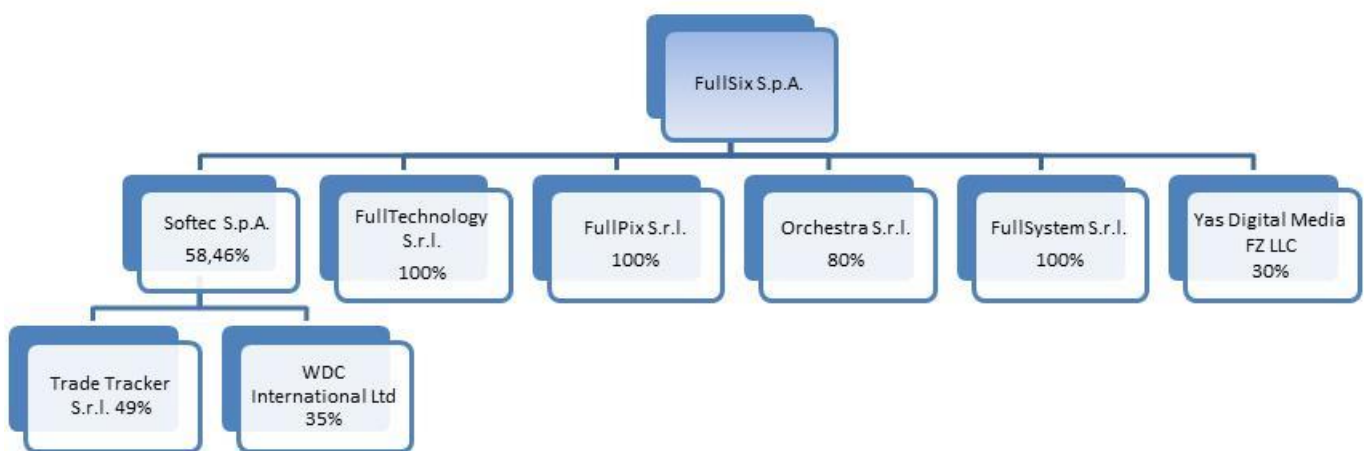 FullSix S.p.A.
Softec S.p.A.
58,46%
FullTechnology
S.r.l.
100%
FullPix S.r.l.
100%
Orchestra S.r.l.
80%
FullSystem S.r.l.
100%
Yas Digital Media
FZ LLC
30%
Trade Tracker
S.r.l. 49%
WDC
International Ltd
35%